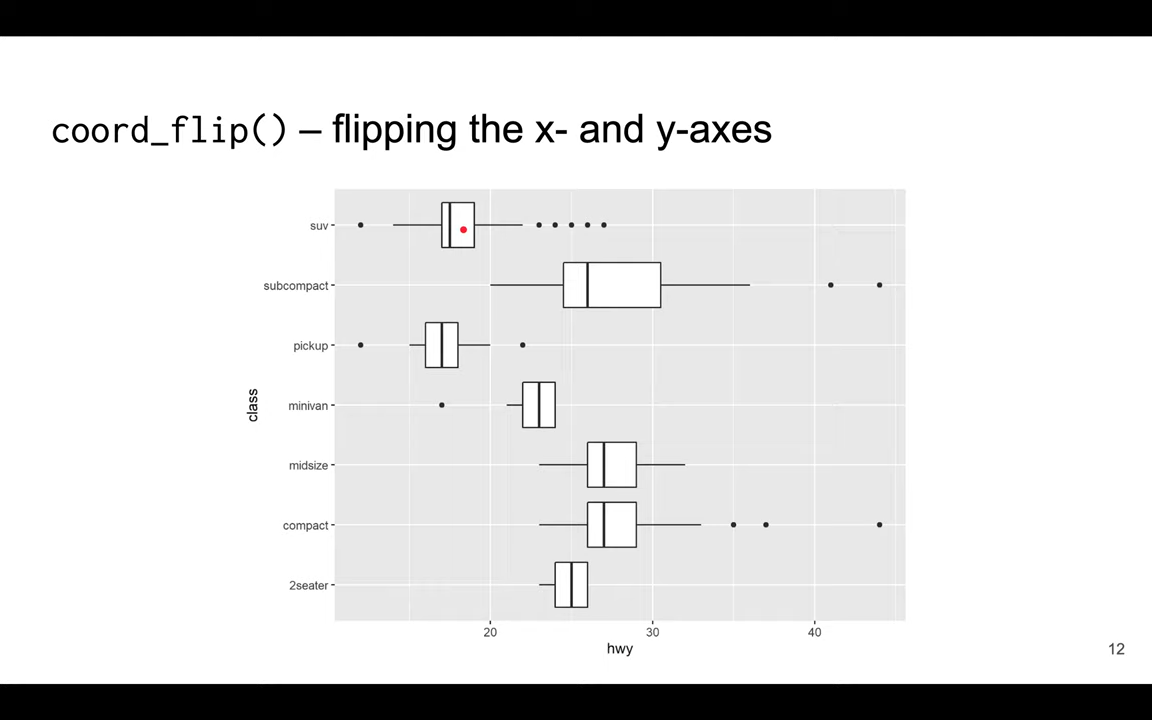 coord_flip() – flipping the x- and y-axes
suv
subcompact
pickup
minivan
midsize
compact
2seater
class
20 30 40
hwy
12